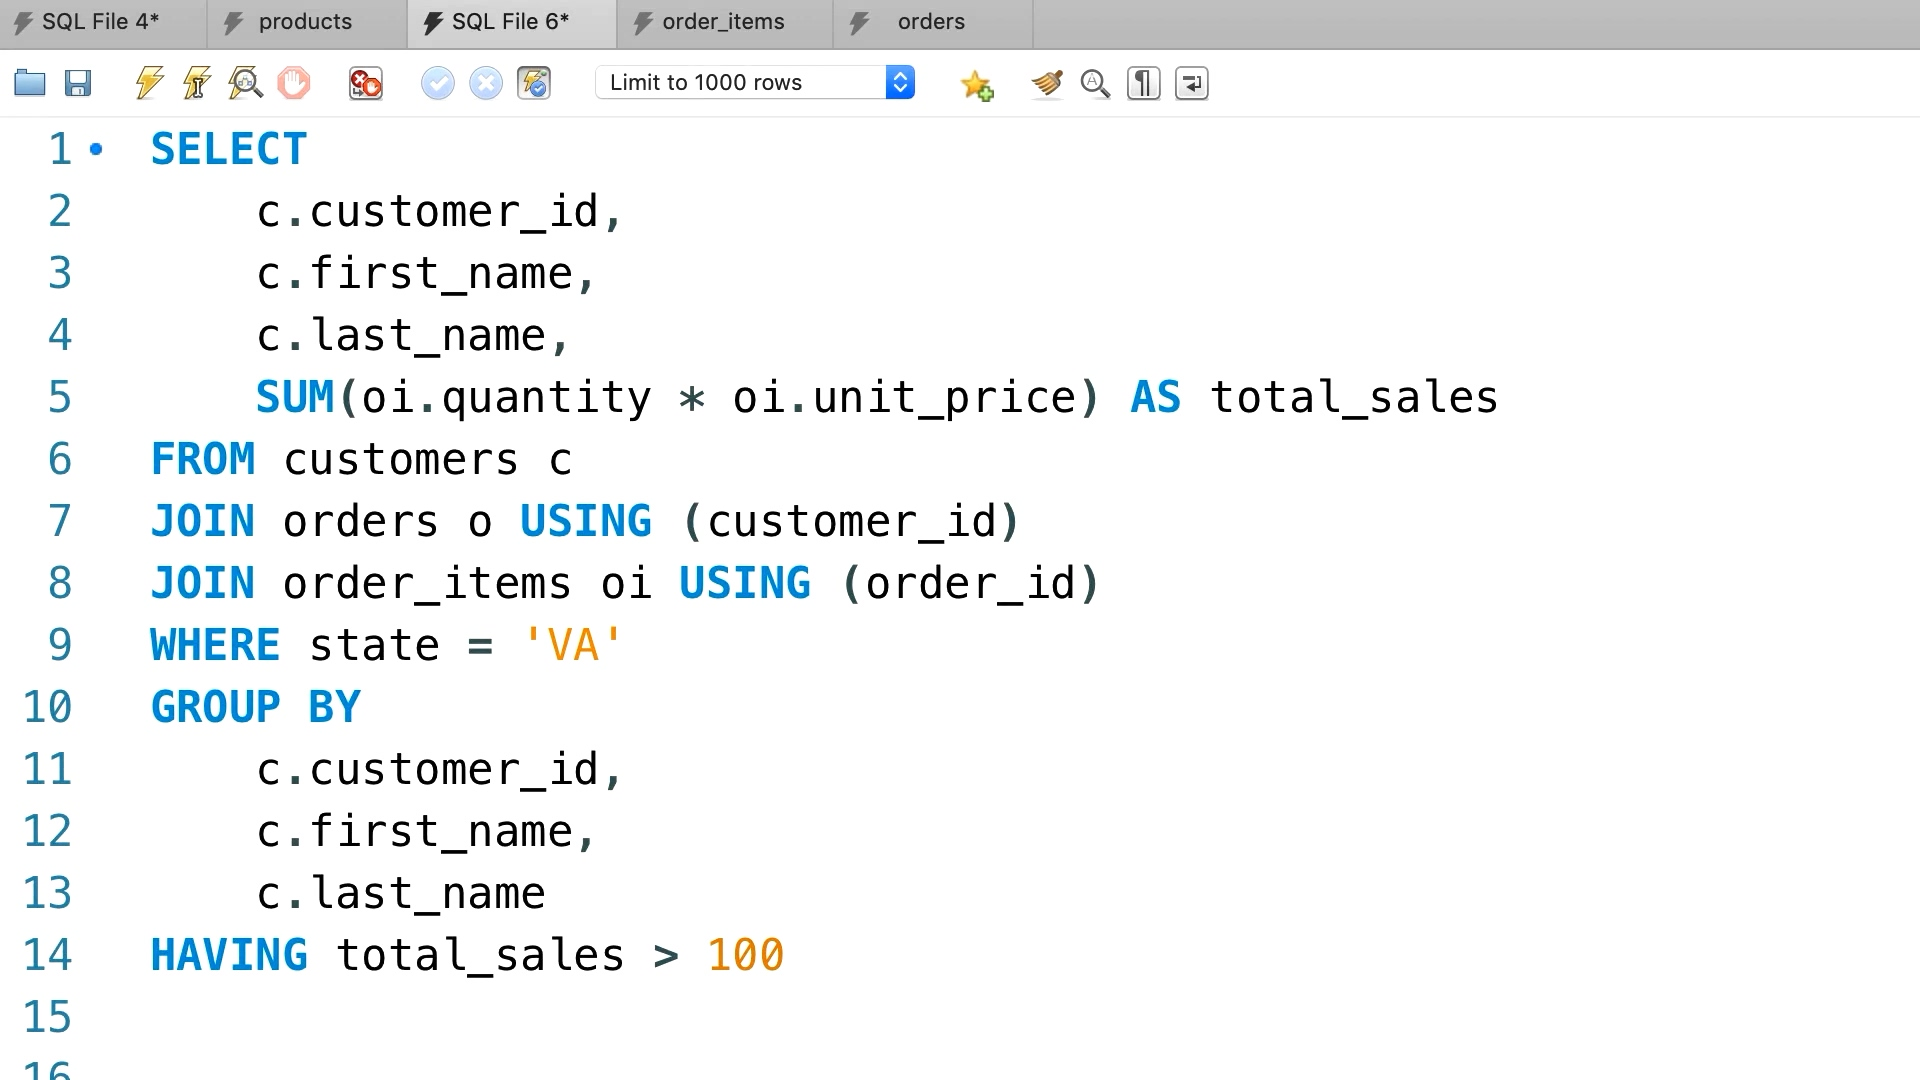 SQL File 4* products SQL File 6* order_items orders
Limit to 1000 rows
1 SELECT
2 c.customer_id,
3 c.first_name,
4 c.last_name,
5 SUM(oi.quantity * oi.unit_price) AS total_sales
6 FROM customers c
7 JOIN orders o USING (customer_id)
8 JOIN order_items oi USING (order_id)
9 WHERE state = 'VA'
10 GROUP BY
11 c.customer_id,
12 c.first_name,
13 c.last_name
14 HAVING total_sales > 100
15
16